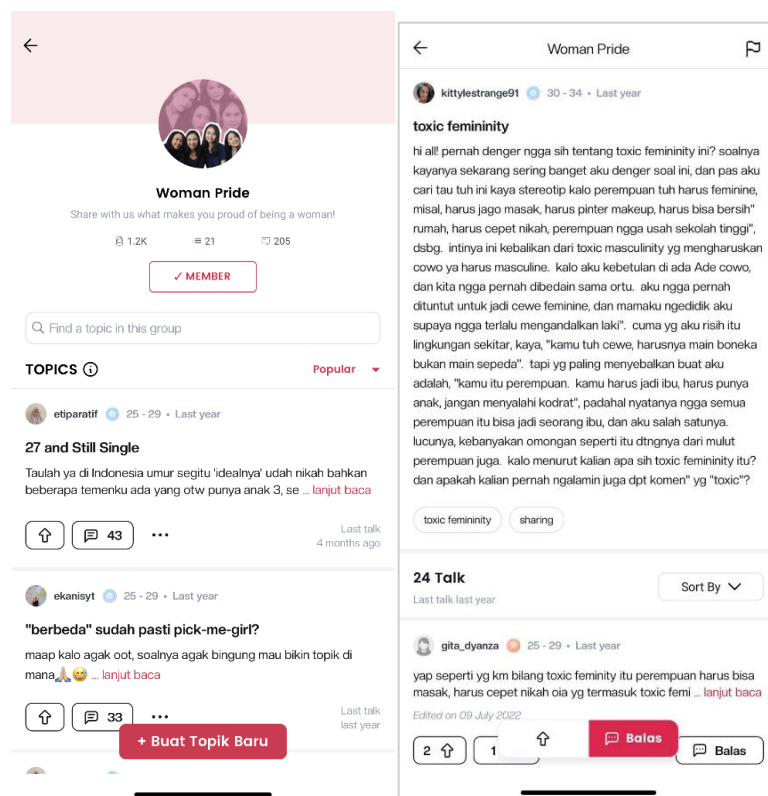 Woman Pride
Share with us what makes you proud of being a woman!
1.2K 21 205
✓ MEMBER
Find a topic in this group
TOPICS
Popular
etiparatif 25 - 29 • Last year
27 and Still Single
Taulah ya di Indonesia umur segitu 'idealnya' udah nikah bahkan
beberapa temenku ada yang otw punya anak 3, se ... lanjut baca
43 •••
Last talk
4 months ago
ekanisyt 25 - 29 • Last year
"berbeda" sudah pasti pick-me-girl?
maap kalo agak oot, soalnya agak bingung mau bikin topik di
mana🙏🏼😅 ... lanjut baca
33 •••
Last talk
last year
+ Buat Topik Baru
Woman Pride
kittylestrange91 30 - 34 • Last year
toxic femininity
hi all! pernah denger ngga sih tentang toxic femininity ini? soalnya
kayanya sekarang sering banget aku denger soal ini, dan pas aku
cari tau tuh ini kaya stereotip kalo perempuan tuh harus feminine,
misal, harus jago masak, harus pinter makeup, harus bisa bersih"
rumah, harus cepet nikah, perempuan ngga usah sekolah tinggi",
dsbg. intinya ini kebalikan dari toxic masculinity yg mengharuskan
cowo ya harus masculine. kalo aku kebetulan di ada Ade cowo,
dan kita ngga pernah dibedain sama ortu. aku ngga pernah
dituntut untuk jadi cewe feminine, dan mamaku ngedidik aku
supaya ngga terlalu mengandalkan laki". cuma yg aku risih itu
lingkungan sekitar, kaya, "kamu tuh cewe, harusnya main boneka
bukan main sepeda". tapi yg paling menyebalkan buat aku
adalah, "kamu itu perempuan. kamu harus jadi ibu, harus punya
anak, jangan menyalahi kodrat", padahal nyatanya ngga semua
perempuan itu bisa jadi seorang ibu, dan aku salah satunya.
lucunya, kebanyakan omongan seperti itu dtngnya dari mulut
perempuan juga. kalo menurut kalian apa sih toxic femininity itu?
dan apakah kalian pernah ngalamin juga dpt komen" yg "toxic"?
toxic femininity sharing
24 Talk
Last talk last year
Sort By
gita_dyanza 25 - 29 • Last year
yap seperti yg km bilang toxic feminity itu perempuan harus bisa
masak, harus cepet nikah oia yg termasuk toxic femi ... lanjut baca
Edited on 09 July 2022
2 1 Balas Balas